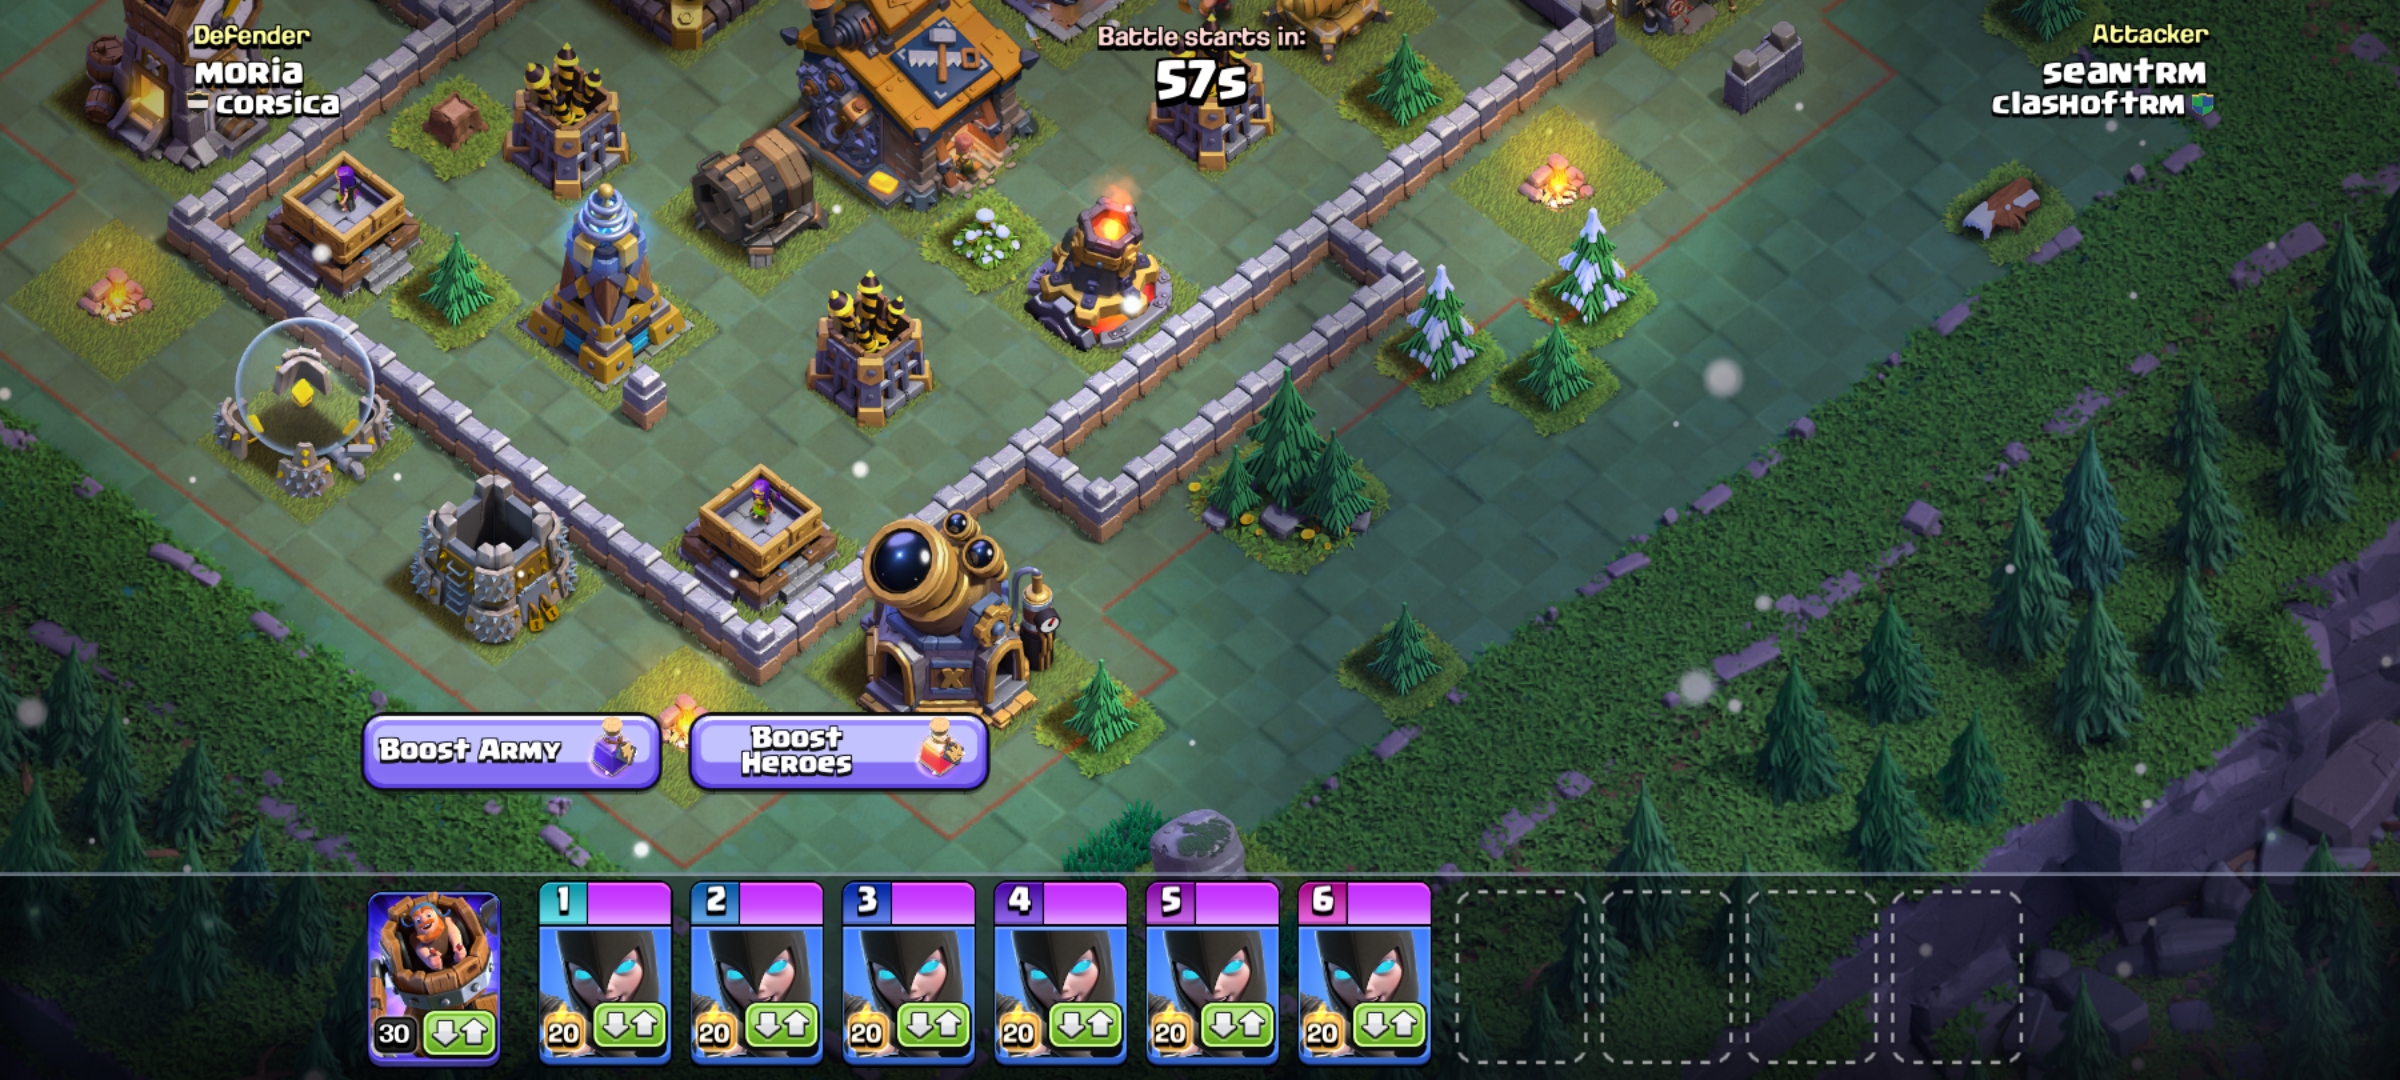 Defender
MORia
corsica
Battle starts in:
57s
Attacker
seantRM
clashoftRM
Boost Army
Boost
Heroes
1
2
3
4
5
6
30
20
20
20
20
20
20